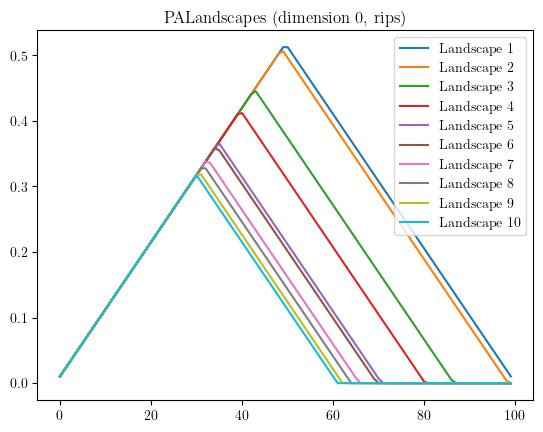 PALandscapes (dimension 0, rips)
0.5
0.4
0.3
0.2
0.1
0.0
0 20 40 60 80 100
Landscape 1
Landscape 2
Landscape 3
Landscape 4
Landscape 5
Landscape 6
Landscape 7
Landscape 8
Landscape 9
Landscape 10